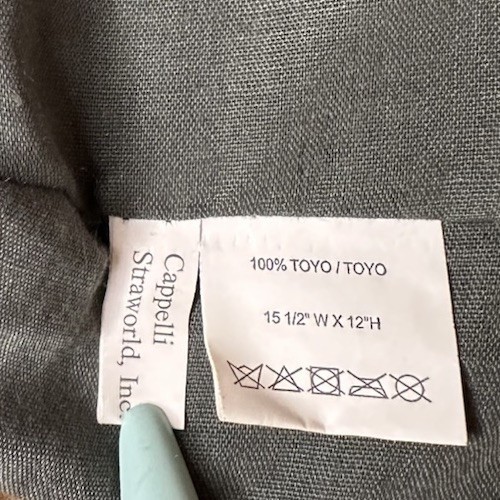 Cappelli
Straworld, Inc.
100% TOYO / TOYO
15 1/2" W X 12"H